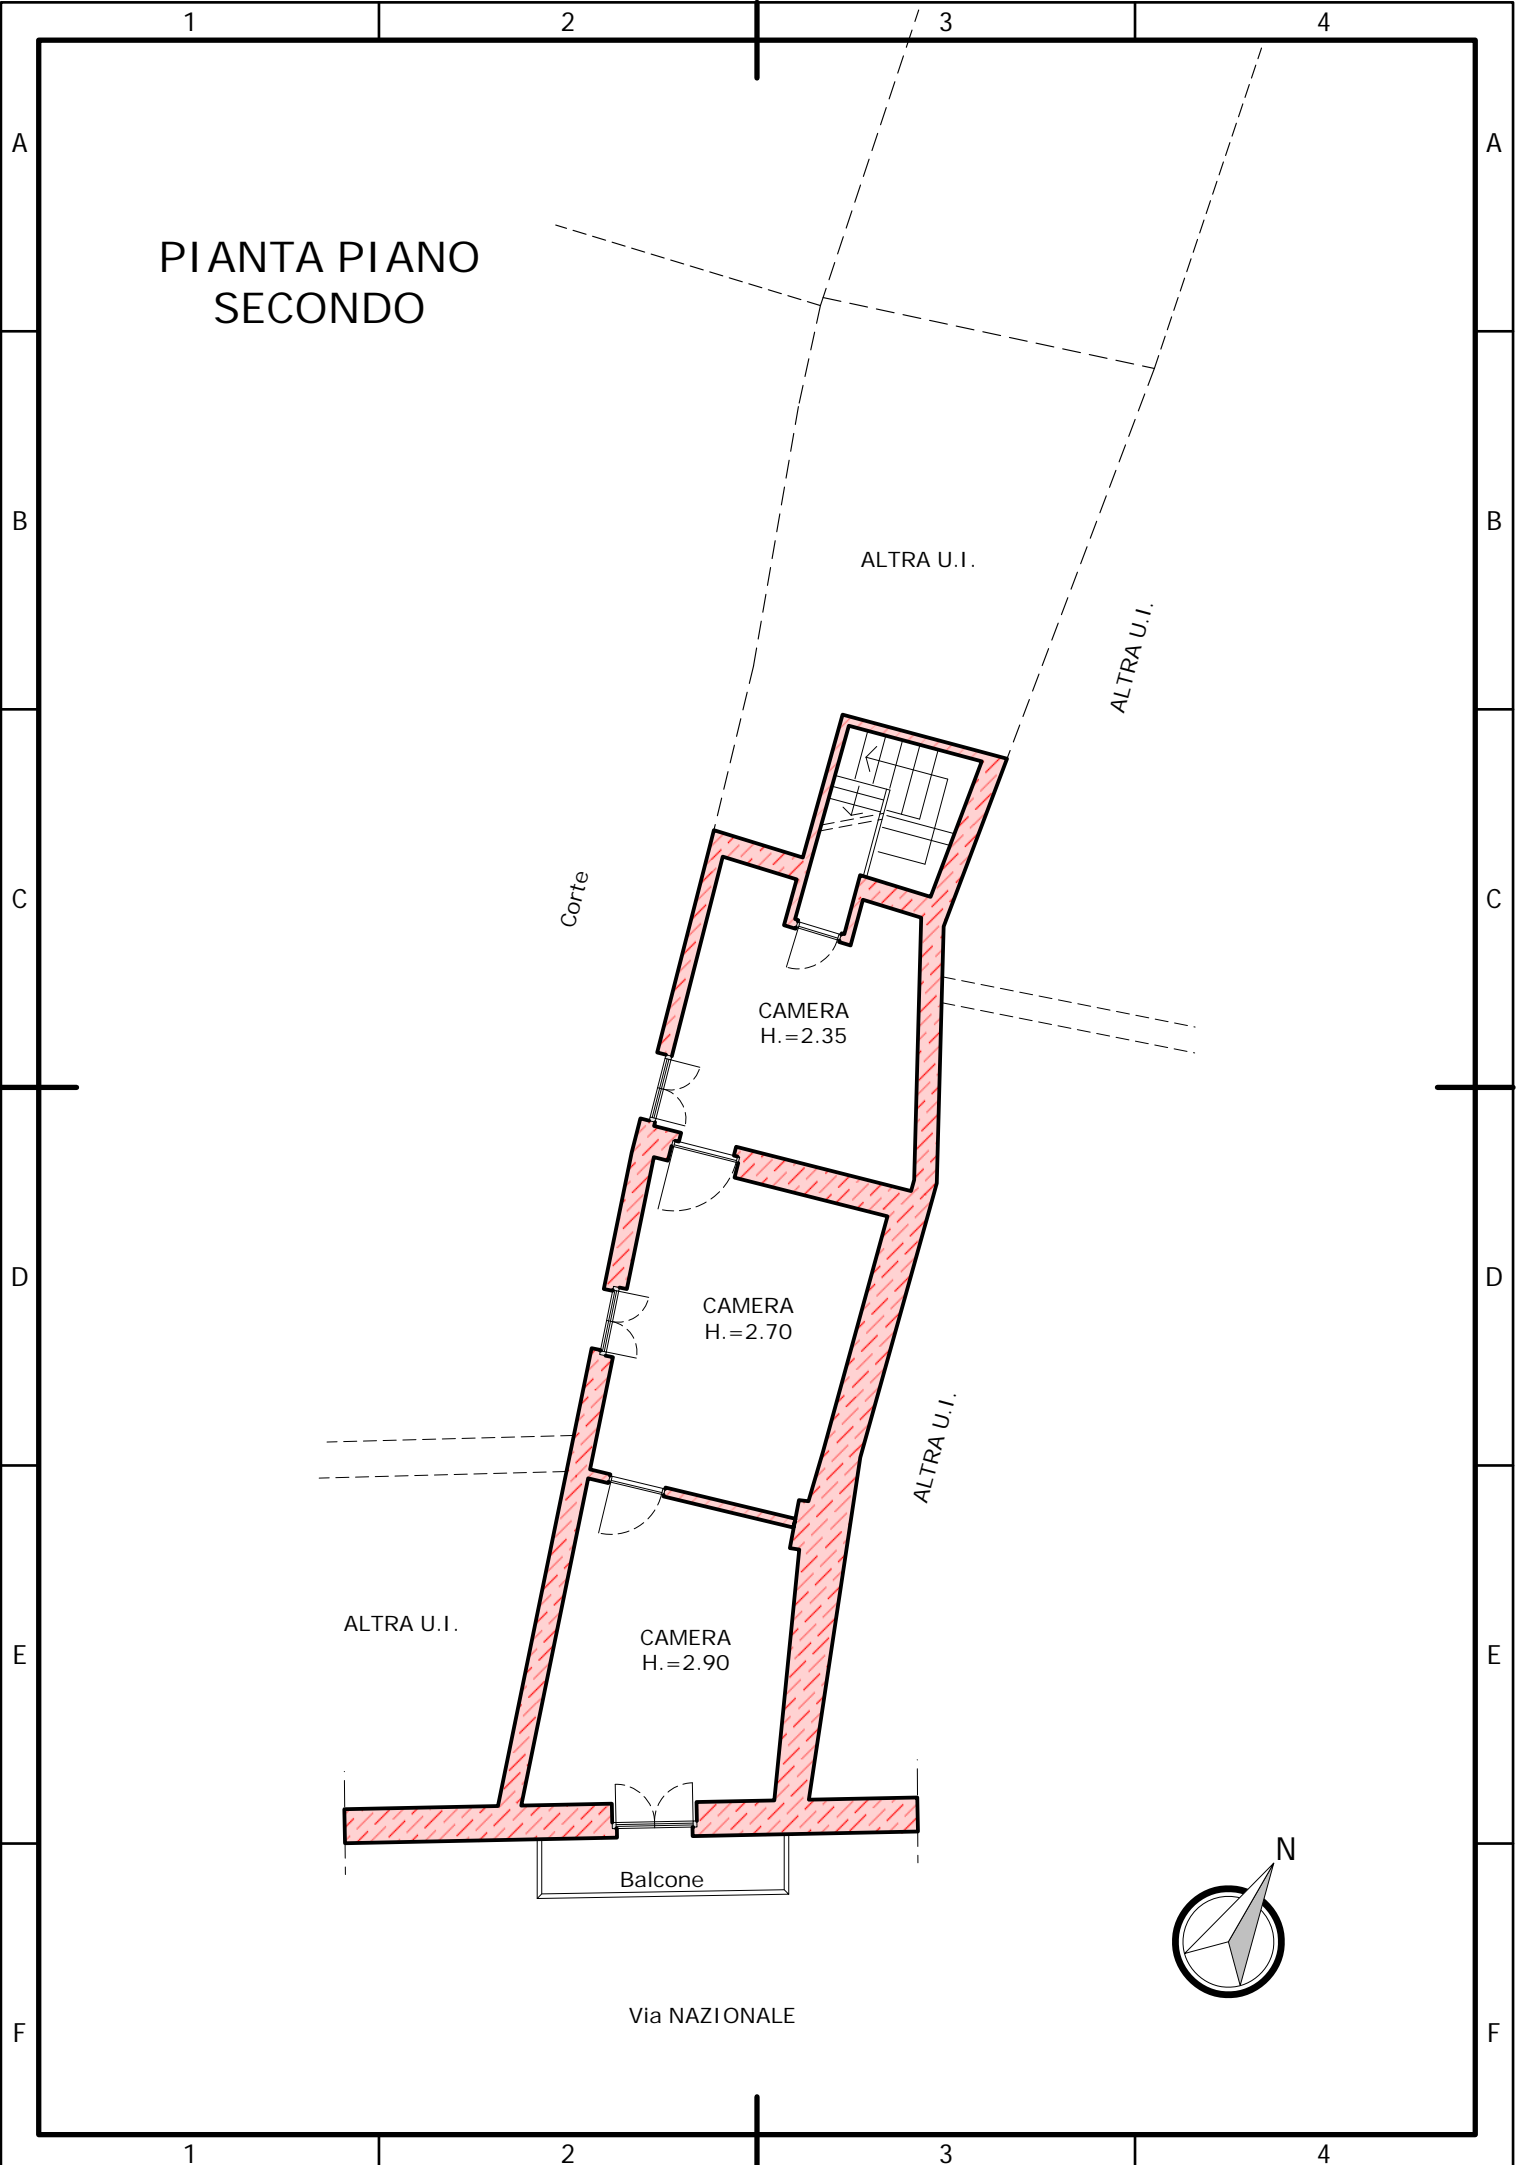 1 2 3 4
A A
PIANTA PIANO
SECONDO
B B
ALTRA U.I.
ALTRA U.I.
C C
Corte
CAMERA
H.=2.35
D D
CAMERA
H.=2.70
ALTRA U.I.
ALTRA U.I.
E E
CAMERA
H.=2.90
N
Balcone
Via NAZIONALE
F F
1 2 3 4